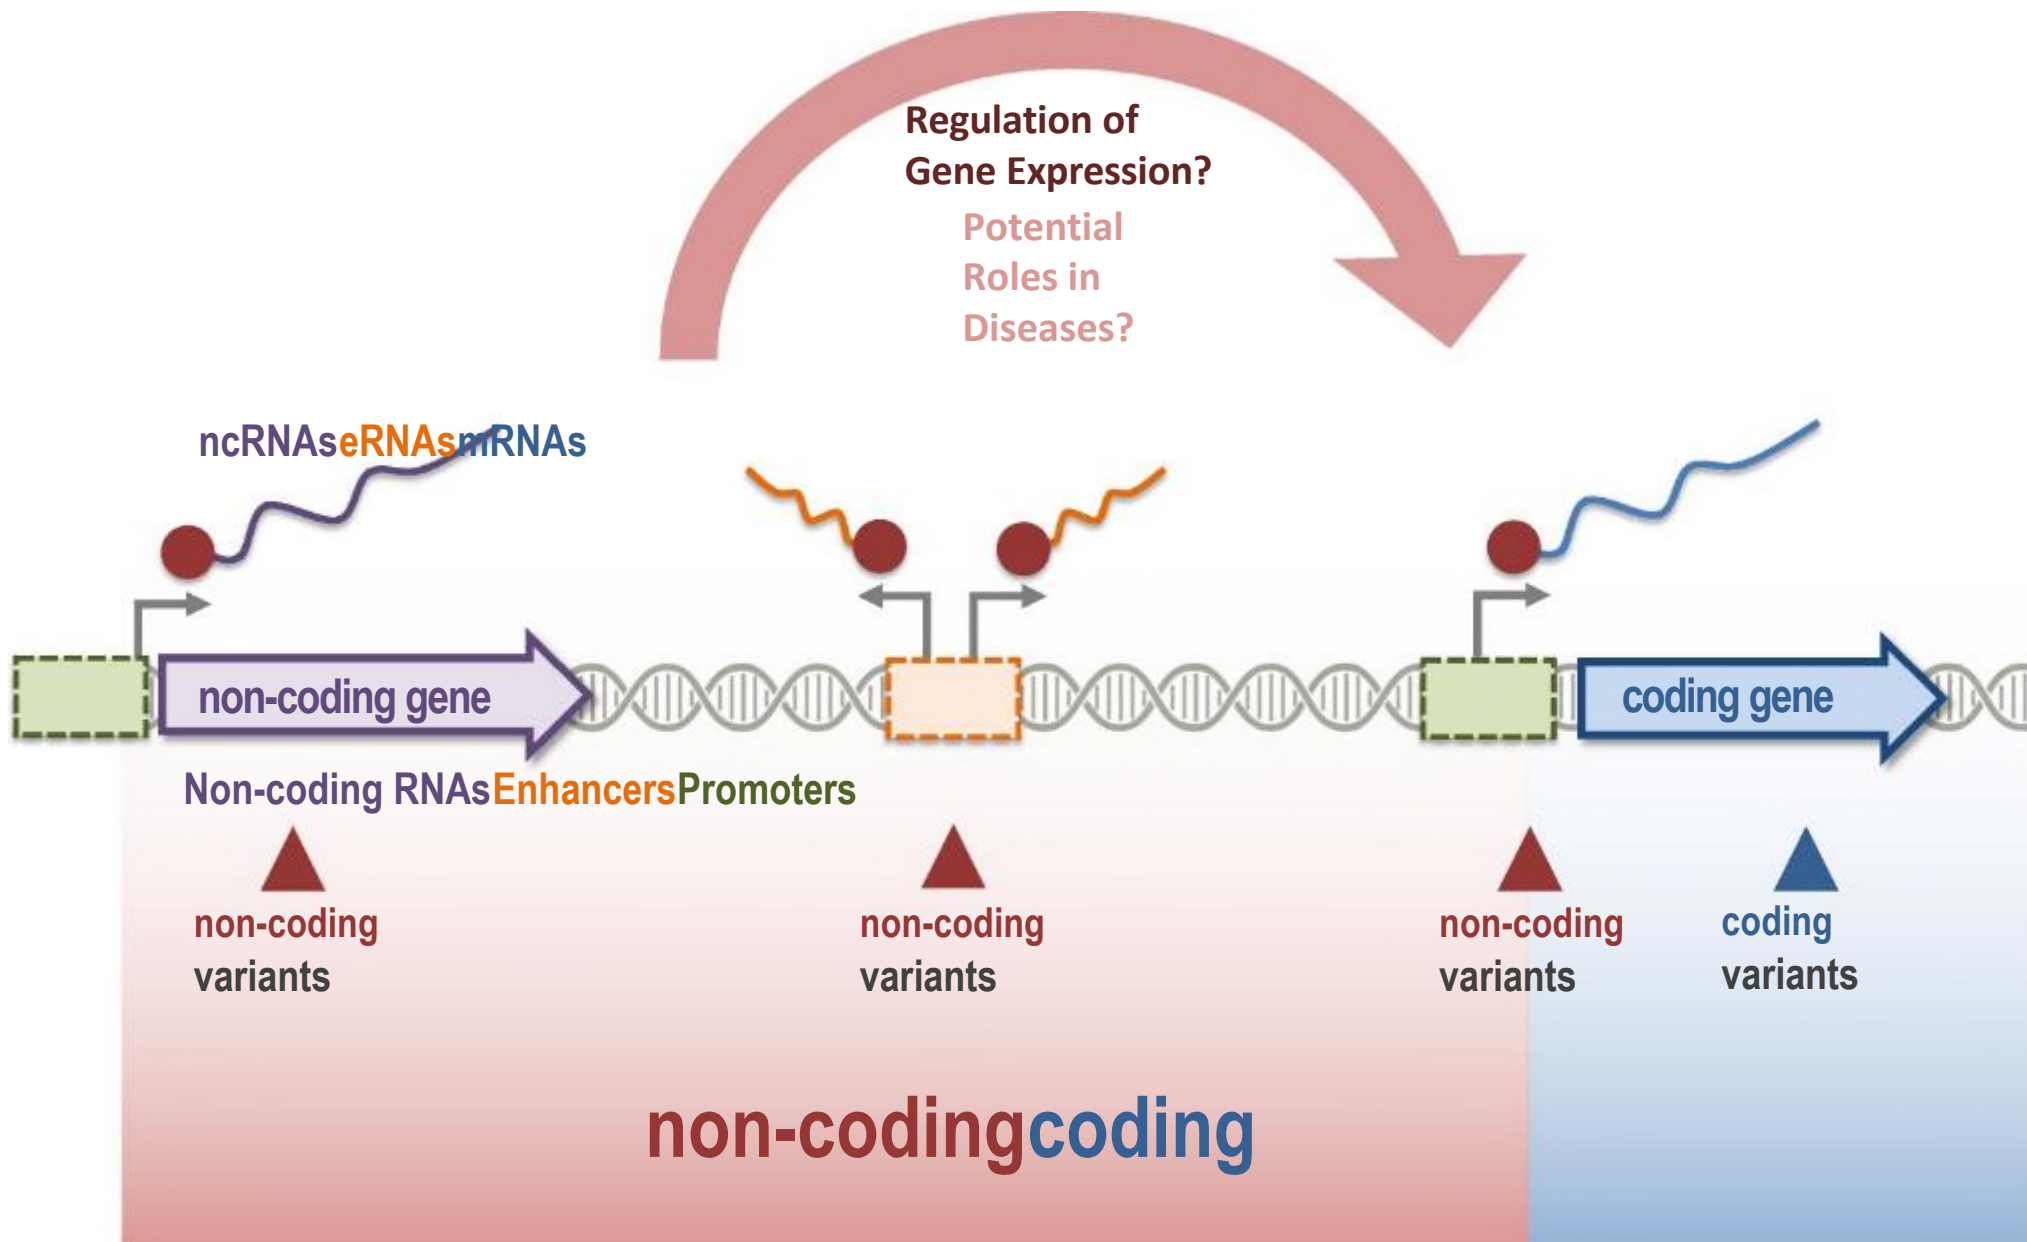 Regulation of
Gene Expression?
Potential
Roles in
Diseases?
ncRNAseRNAsmRNAs
non-coding gene
coding gene
Non-coding RNAsEnhancersPromoters
non-coding
variants
non-coding
variants
non-coding
variants
coding
variants
non-codingcoding